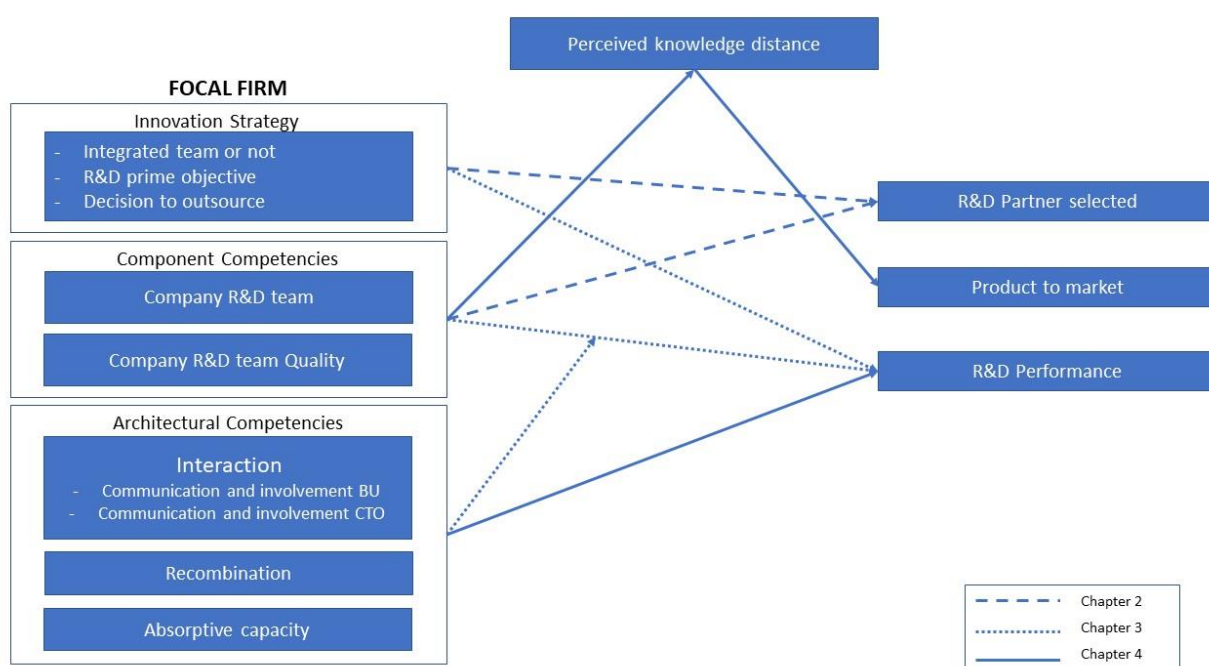 Perceived knowledge distance
FOCAL FIRM
Innovation Strategy
- Integrated team or not
- R&D prime objective
- Decision to outsource
Component Competencies
Company R&D team
Company R&D team Quality
Architectural Competencies
Interaction
- Communication and involvement BU
- Communication and involvement CTO
Recombination
Absorptive capacity
R&D Partner selected
Product to market
R&D Performance
Chapter 2
Chapter 3
Chapter 4